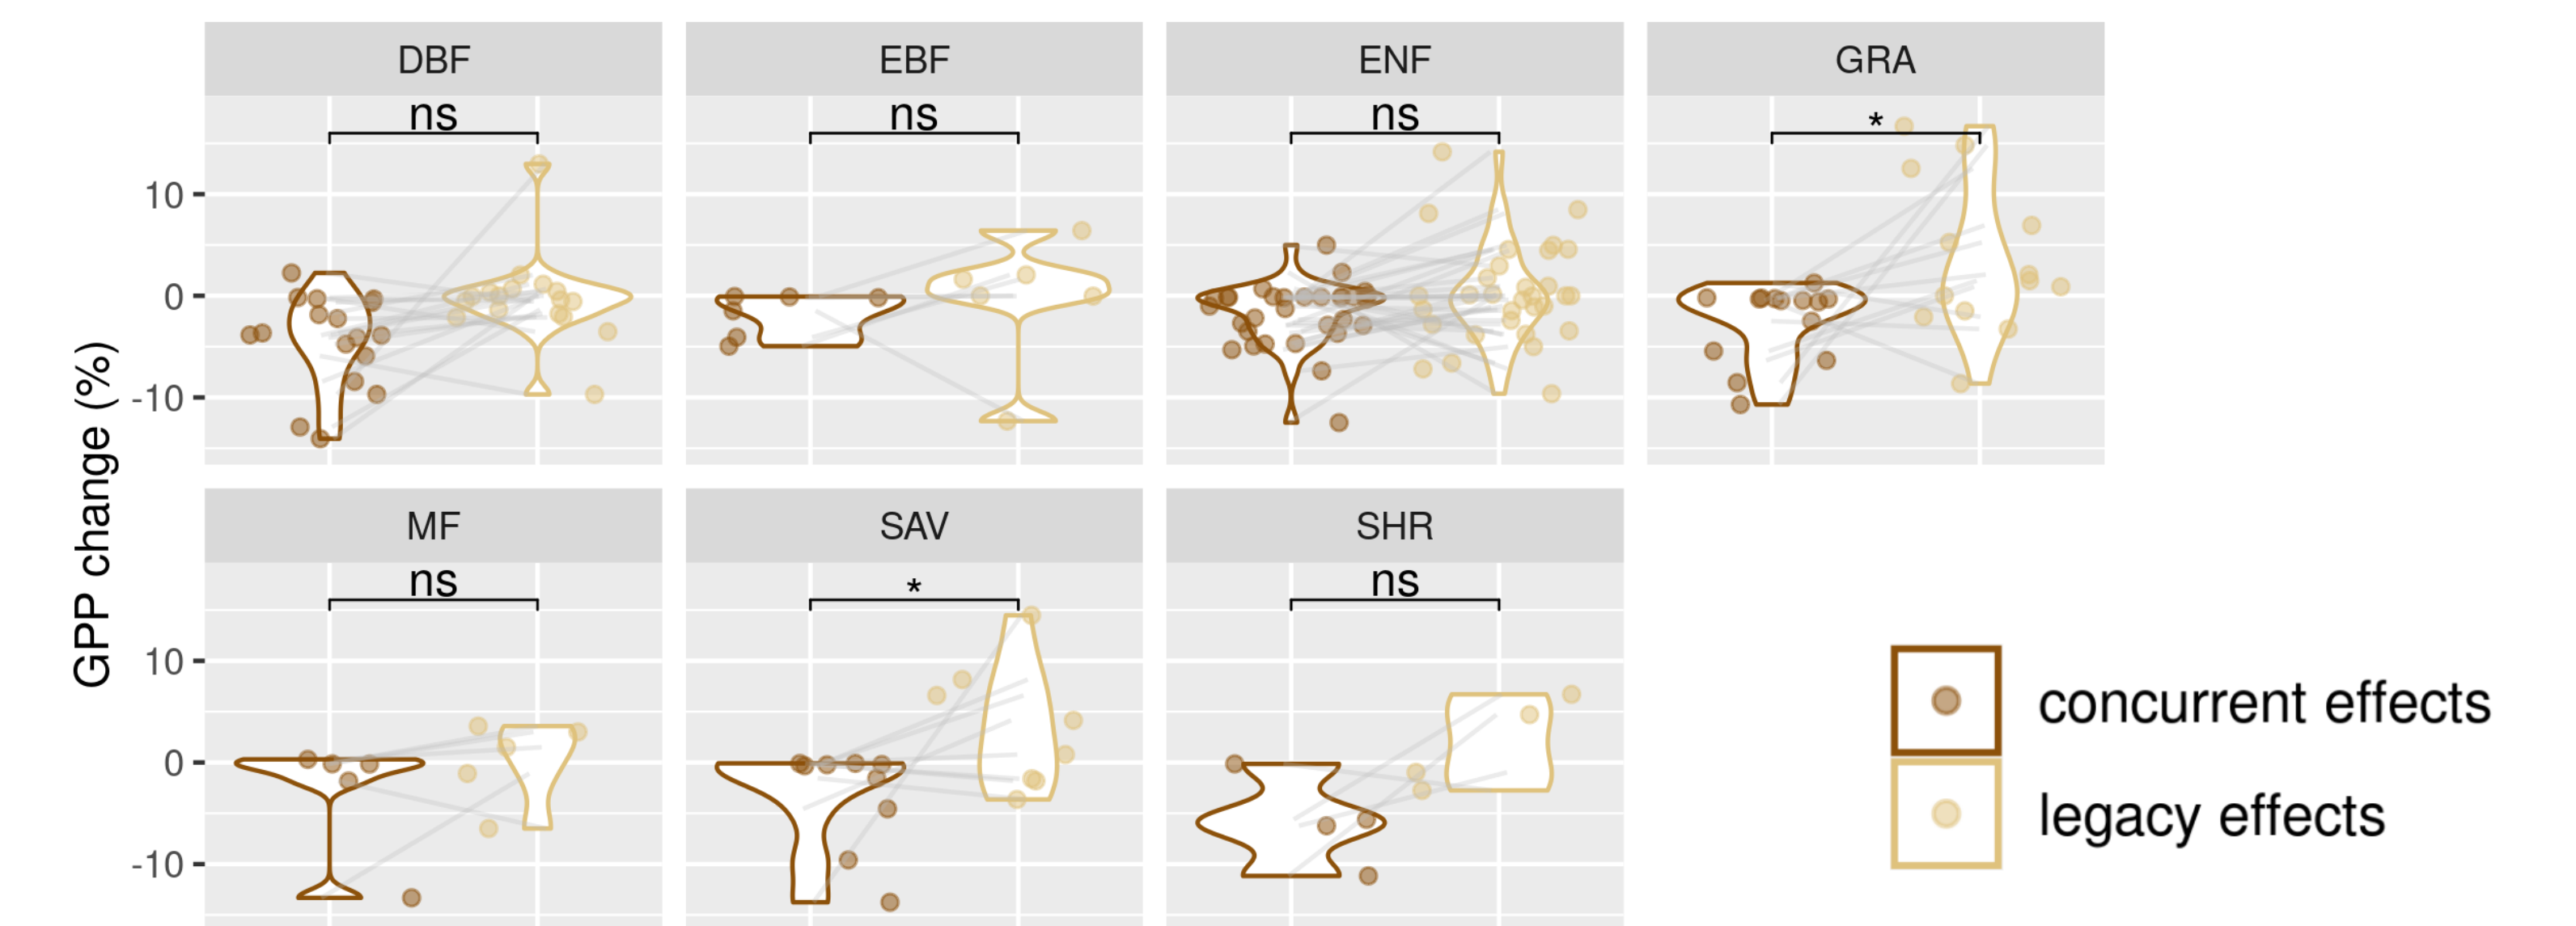 DBF EBF ENF GRA
ns ns ns *
10
0
-10
GPP change (%)
MF SAV SHR
ns * ns
10
0
-10
concurrent effects
legacy effects